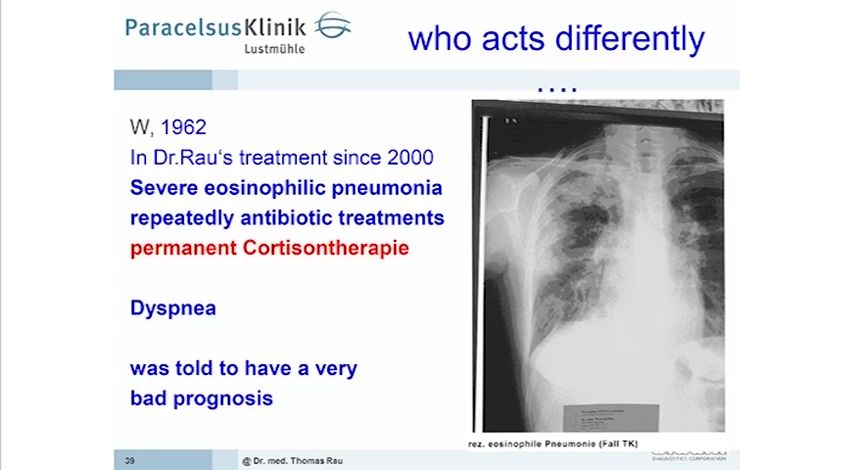 ParacelsusKlinik
Lustmühle
who acts differently
....
W, 1962
In Dr.Rau‘s treatment since 2000
Severe eosinophilic pneumonia
repeatedly antibiotic treatments
permanent Cortisontherapie
Dyspnea
was told to have a very
bad prognosis
rez. eosinophile Pneumonie (Fall TK)
39
@ Dr. med. Thomas Rau
DIAGNOSTICS CORPORATION